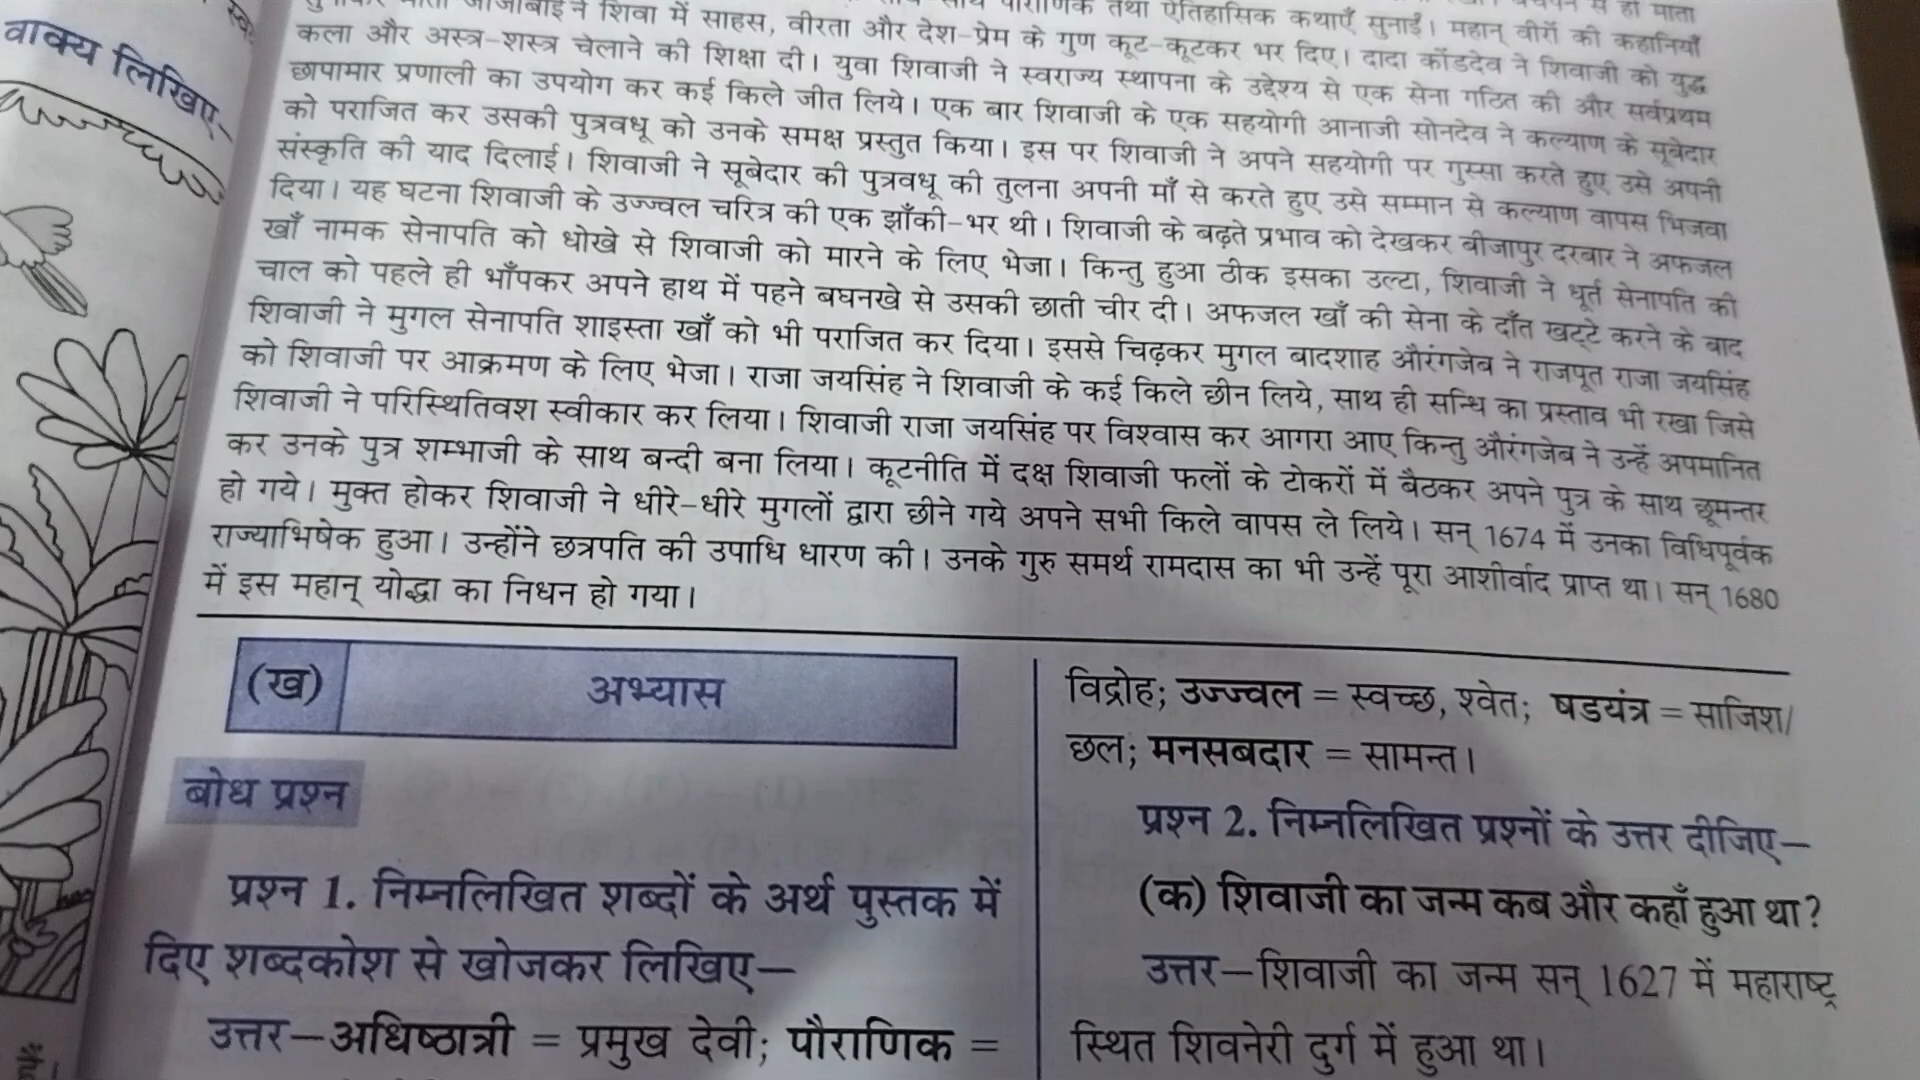 वाक्य लिखिए-
माता जीजाबाई ने शिवा में साहस, वीरता और देश-प्रेम के गुण कूट-कूटकर भर दिए। दादा कोंडदेव ने शिवाजी को युद्ध
कला और अस्त्र-शस्त्र चेलाने की शिक्षा दी। युवा शिवाजी ने स्वराज्य स्थापना के उद्देश्य से एक सेना गठित की और सर्वप्रथम
छापामार प्रणाली का उपयोग कर कई किले जीत लिये। एक बार शिवाजी के एक सहयोगी आनाजी सोनदेव ने कल्याण के सूबेदार
को पराजित कर उसकी पुत्रवधू को उनके समक्ष प्रस्तुत किया। इस पर शिवाजी ने अपने सहयोगी पर गुस्सा करते हुए उसे अपनी
संस्कृति की याद दिलाई। शिवाजी ने सूबेदार की पुत्रवधू की तुलना अपनी माँ से करते हुए उसे सम्मान से कल्याण वापस भिजवा
दिया। यह घटना शिवाजी के उज्ज्वल चरित्र की एक झाँकी-भर थी। शिवाजी के बढ़ते प्रभाव को देखकर बीजापुर दरबार ने अफजल
खाँ नामक सेनापति को धोखे से शिवाजी को मारने के लिए भेजा। किन्तु हुआ ठीक इसका उल्टा, शिवाजी ने धूर्त सेनापति की
चाल को पहले ही भाँपकर अपने हाथ में पहने बघनखे से उसकी छाती चीर दी। अफजल खाँ की सेना के दाँत खट्टे करने के बाद
शिवाजी ने मुगल सेनापति शाइस्ता खाँ को भी पराजित कर दिया। इससे चिढ़कर मुगल बादशाह औरंगजेब ने राजपूत राजा जयसिंह
को शिवाजी पर आक्रमण के लिए भेजा। राजा जयसिंह ने शिवाजी के कई किले छीन लिये, साथ ही सन्धि का प्रस्ताव भी रखा जिसे
शिवाजी ने परिस्थितिवश स्वीकार कर लिया। शिवाजी राजा जयसिंह पर विश्वास कर आगरा आए किन्तु औरंगजेब ने उन्हें अपमानित
कर उनके पुत्र शम्भाजी के साथ बन्दी बना लिया। कूटनीति में दक्ष शिवाजी फलों के टोकरों में बैठकर अपने पुत्र के साथ छूमन्तर
हो गये। मुक्त होकर शिवाजी ने धीरे-धीरे मुगलों द्वारा छीने गये अपने सभी किले वापस ले लिये। सन् 1674 में उनका विधिपूर्वक
राज्याभिषेक हुआ। उन्होंने छत्रपति की उपाधि धारण की। उनके गुरु समर्थ रामदास का भी उन्हें पूरा आशीर्वाद प्राप्त था। सन् 1680
में इस महान् योद्धा का निधन हो गया।
(ख) अभ्यास
बोध प्रश्न
प्रश्न 1. निम्नलिखित शब्दों के अर्थ पुस्तक में
दिए शब्दकोश से खोजकर लिखिए—
उत्तर—अधिष्ठात्री = प्रमुख देवी; पौराणिक =
विद्रोह; उज्ज्वल = स्वच्छ, श्वेत; षडयंत्र = साजिश/
छल; मनसबदार = सामन्त।
प्रश्न 2. निम्नलिखित प्रश्नों के उत्तर दीजिए—
(क) शिवाजी का जन्म कब और कहाँ हुआ था?
उत्तर—शिवाजी का जन्म सन् 1627 में महाराष्ट्र
स्थित शिवनेरी दुर्ग में हुआ था।